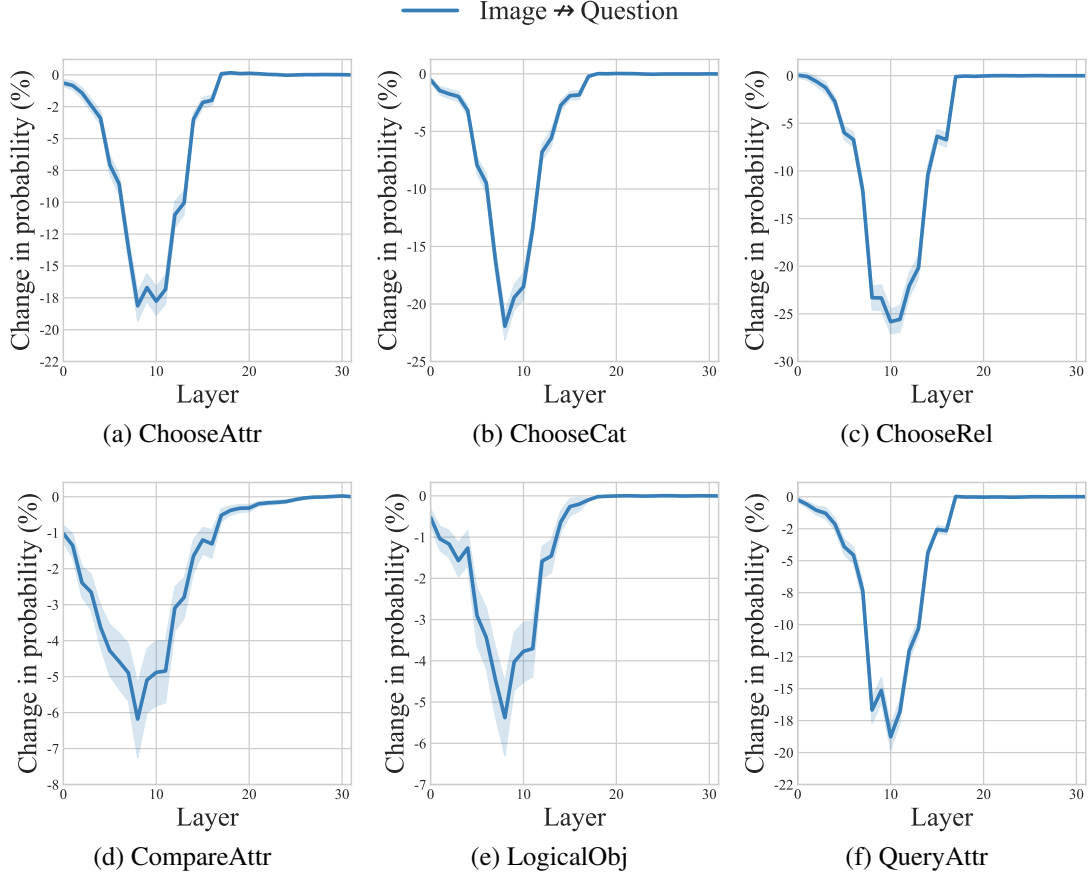 Image ↛ Question
Change in probability (%)
0
-2
-5
-8
-10
-12
-15
-18
-20
-22
0 10 20 30
Layer
(a) ChooseAttr
Change in probability (%)
0
-5
-10
-15
-20
-25
0 10 20 30
Layer
(b) ChooseCat
Change in probability (%)
0
-5
-10
-15
-20
-25
-30
0 10 20 30
Layer
(c) ChooseRel
Change in probability (%)
0
-1
-2
-3
-4
-5
-6
-7
-8
0 10 20 30
Layer
(d) CompareAttr
Change in probability (%)
0
-1
-2
-3
-4
-5
-6
-7
0 10 20 30
Layer
(e) LogicalObj
Change in probability (%)
0
-2
-5
-8
-10
-12
-15
-18
-20
-22
0 10 20 30
Layer
(f) QueryAttr